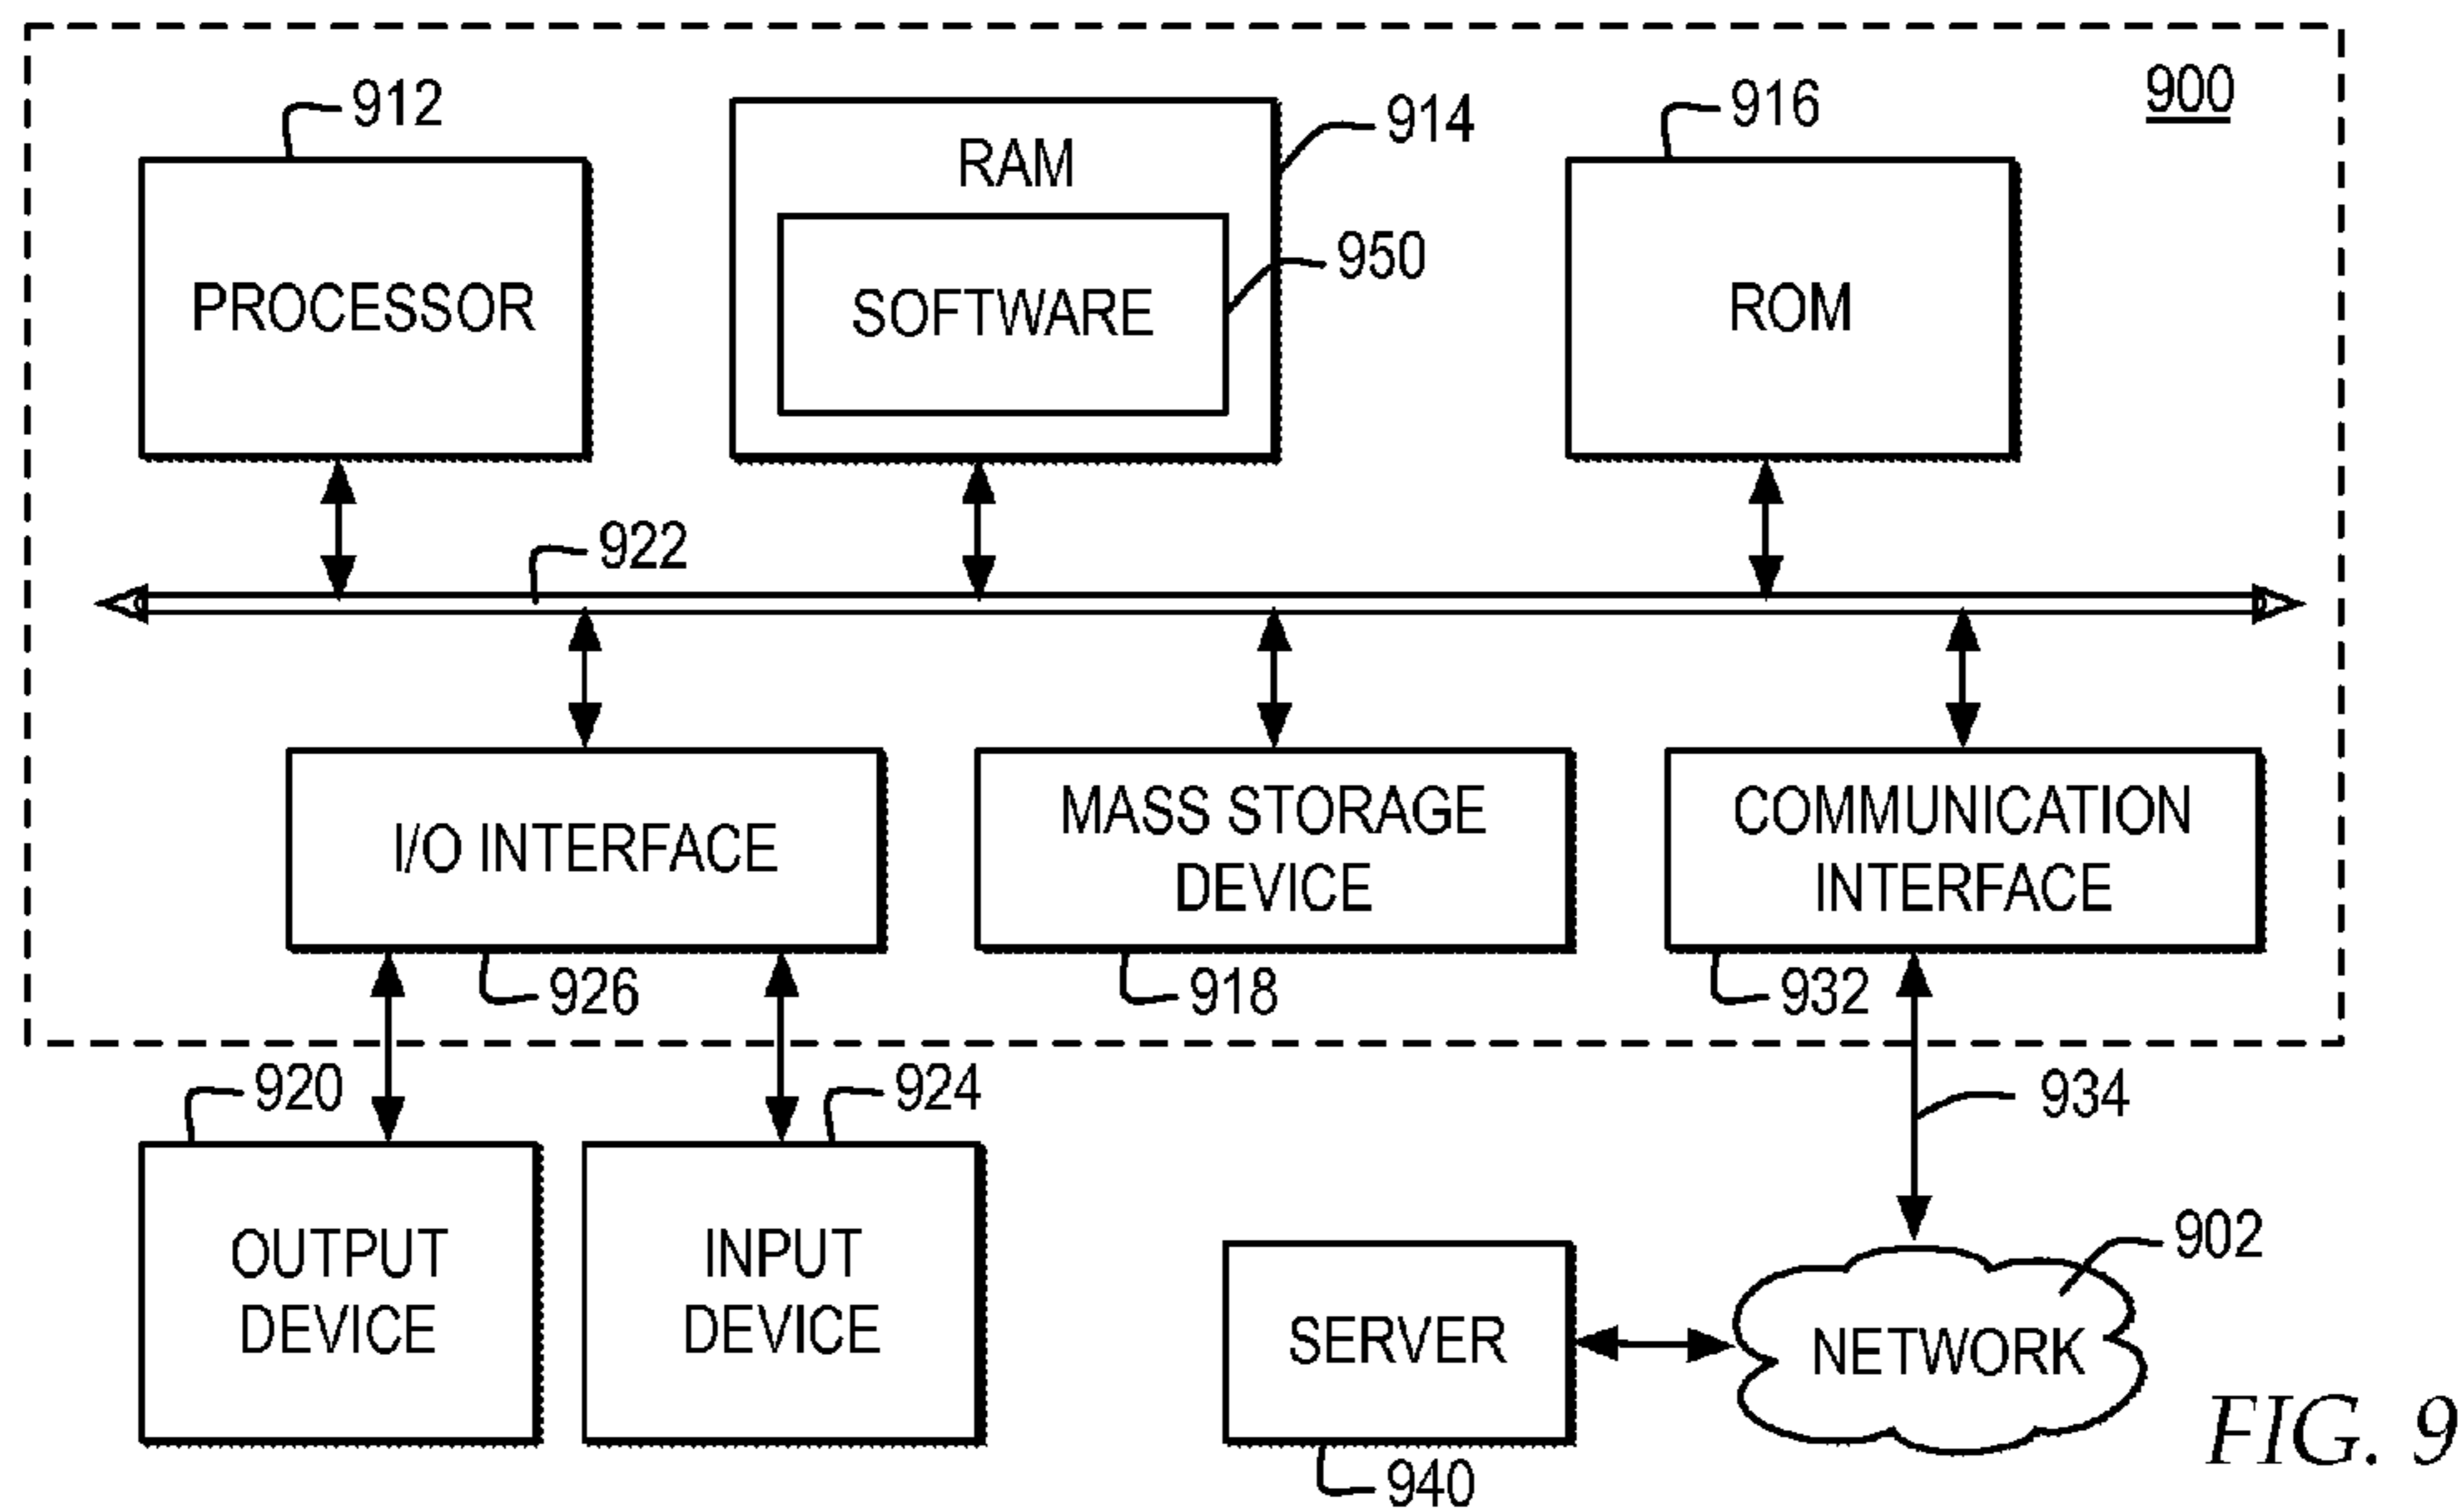 900
912
914
916
RAM
950
PROCESSOR
SOFTWARE
ROM
922
I/O INTERFACE
MASS STORAGE
DEVICE
COMMUNICATION
INTERFACE
926
918
932
920
924
934
OUTPUT
DEVICE
INPUT
DEVICE
902
SERVER
NETWORK
940
FIG. 9